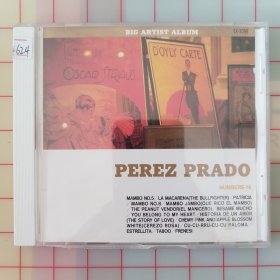 BIG ARTIST ALBUM
624
OSCAR STRAUS
D'OYLY CARTE
PEREZ PRADO
NUMBERS-16
MAMBO NO.5 LA MACARENA(THE BULLFIGHTER) PATRICIA
MAMBO NO.8 MAMBO JAMBO(QUE RICO EL MAMBO)
THE PEANUT VENDOR(EL MANICERO) BESAME MUCHO
YOU BELONG TO MY HEART HISTORIA DE UN AMOR
(THE STORY OF LOVE) CHERRY PINK AND APPLE BLOSSOM
WHITE(CEREZO ROSA) CU-CU-RRU-CU-CU PALOMA
ESTRELLITA TABOO FRENESI